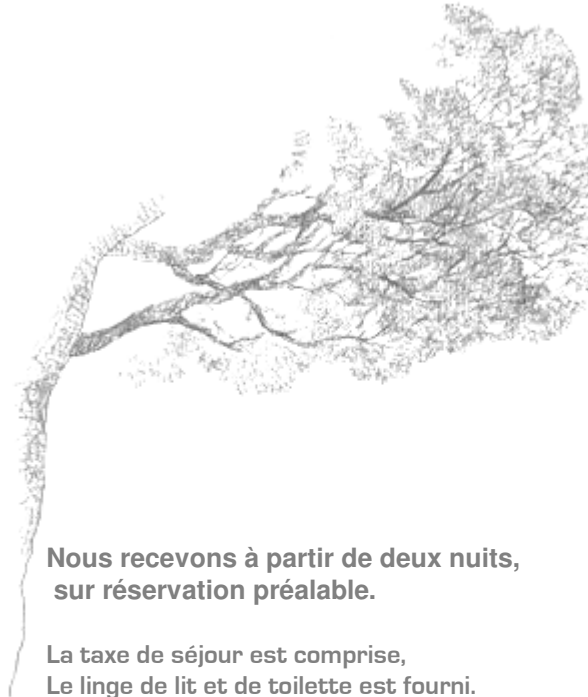 Nous recevons à partir de deux nuits,
sur réservation préalable.
La taxe de séjour est comprise,
Le linge de lit et de toilette est fourni.